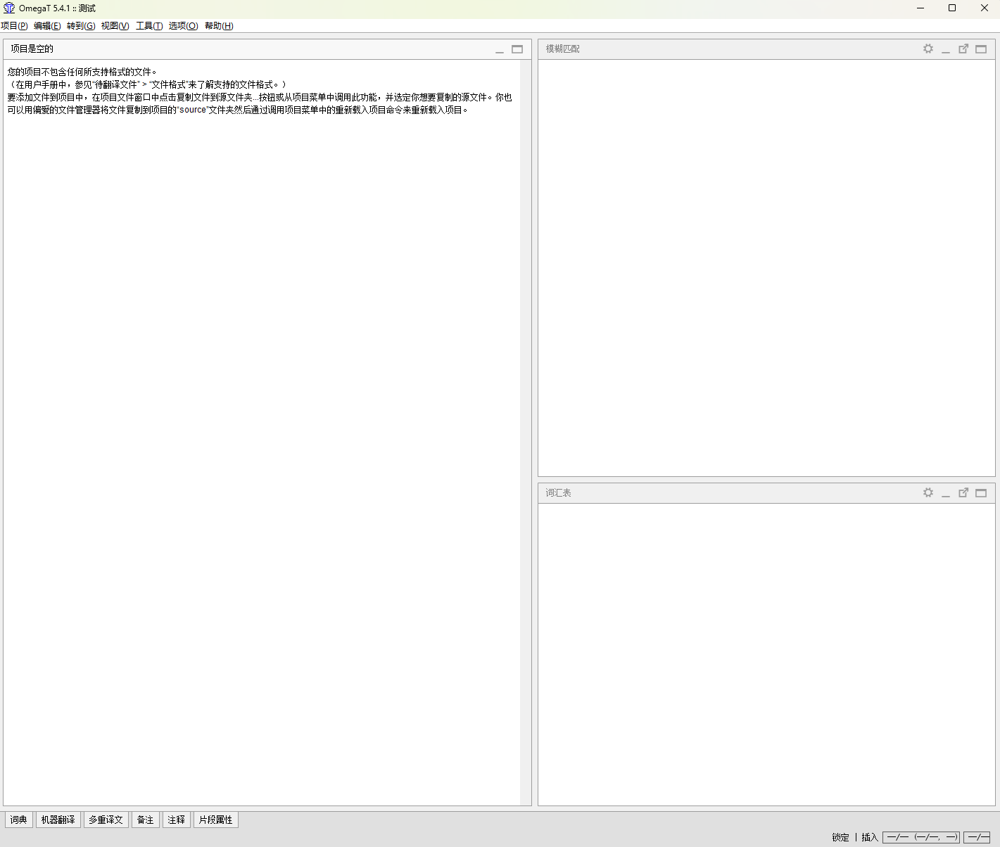 OmegaT 5.4.1 :: 测试
项目(P) 编辑(E) 转到(G) 视图(V) 工具(T) 选项(O) 帮助(H)
项目是空的
您的项目不包含任何所支持格式的文件。
（在用户手册中，参见“待翻译文件” > “文件格式”来了解支持的文件格式。）
要添加文件到项目中，在项目文件窗口中点击复制文件到源文件夹...按钮或从项目菜单中调用此功能，并选定你想要复制的源文件。你也
可以用偏爱的文件管理器将文件复制到项目的“source”文件夹然后通过调用项目菜单中的重新载入项目命令来重新载入项目。
模糊匹配
词汇表
词典 机器翻译 多重译文 备注 注释 片段属性
锁定 | 插入 —/— (—/—, —) —/—